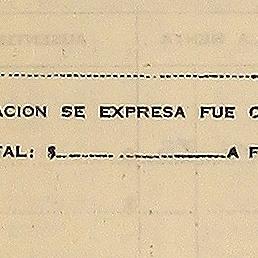 ACION SE EXPRESA FUE C
TAL: $ A F